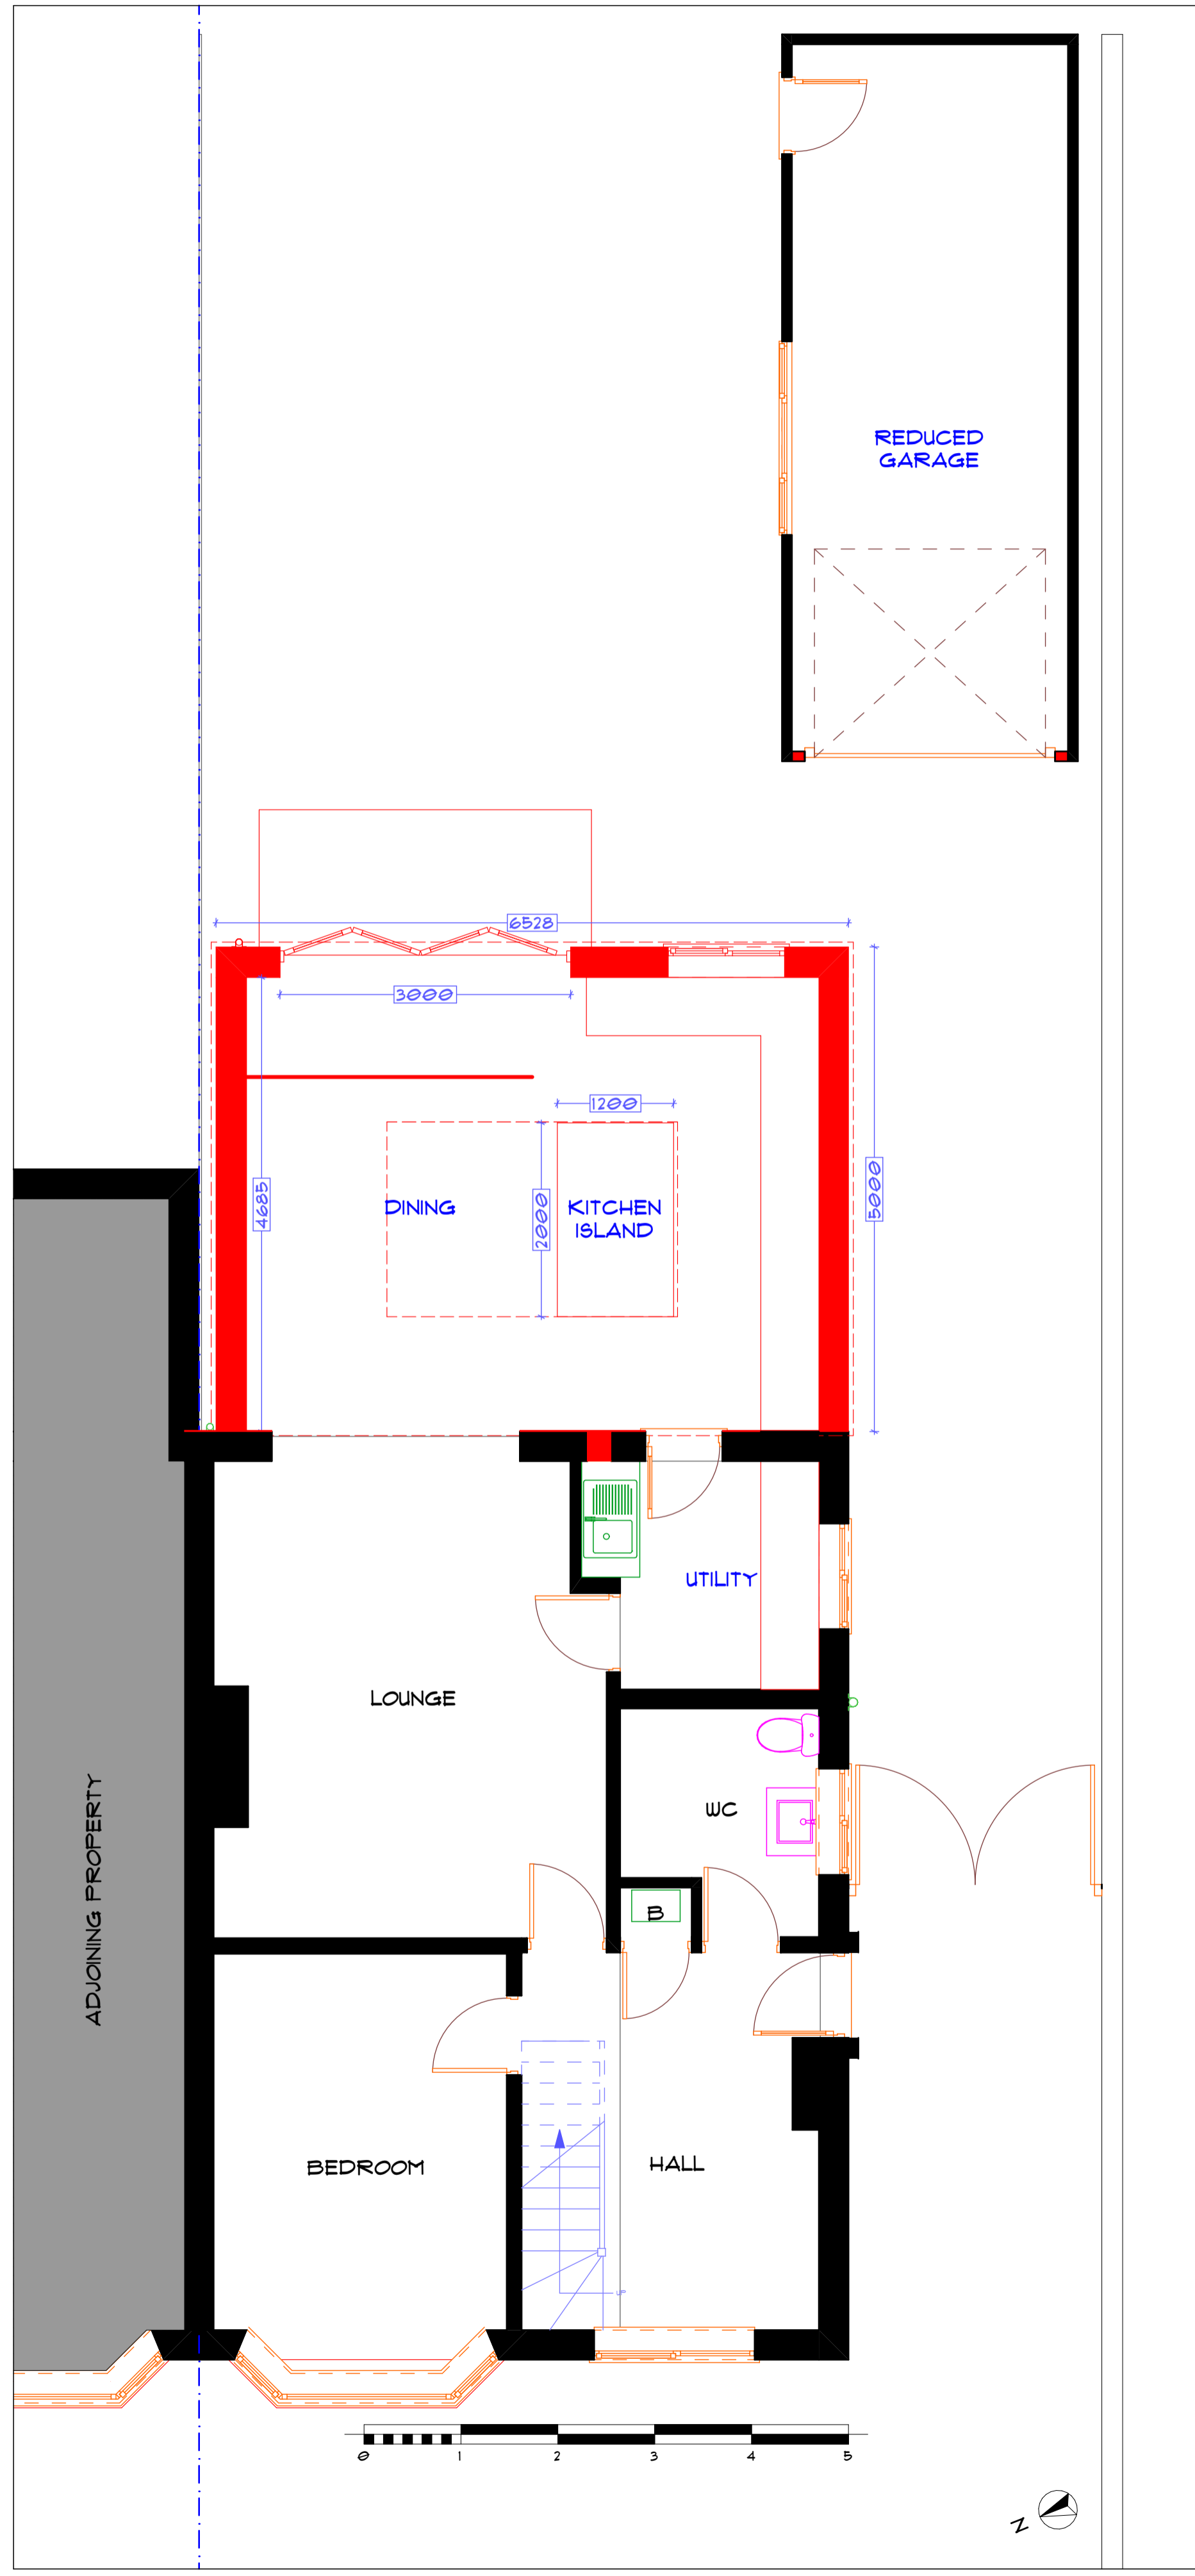 REDUCED
GARAGE
6528
3000
1200
4685
DINING
2000
KITCHEN
ISLAND
5000
UTILITY
LOUNGE
WC
B
ADJOINING PROPERTY
BEDROOM
HALL
0 1 2 3 4 5
N